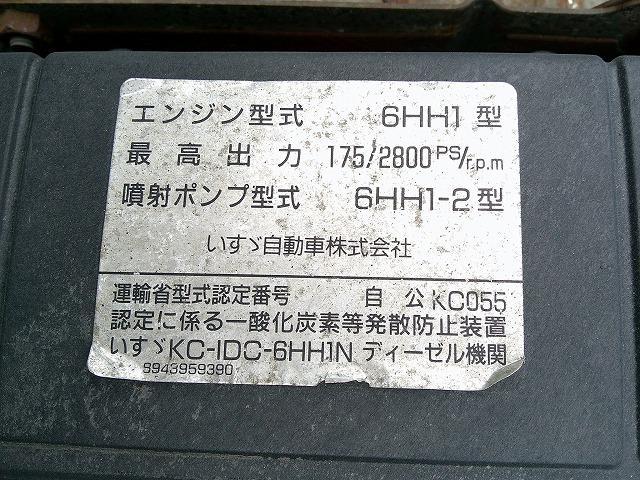 エンジン型式 6HH1 型
最高出力 175/2800PS/r.p.m
噴射ポンプ型式 6HH1-2 型
いすゞ自動車株式会社
運輸省型式認定番号 自公KC055
認定に係る一酸化炭素等発散防止装置
いすゞKC-IDC-6HH1N ディーゼル機関
8943959390